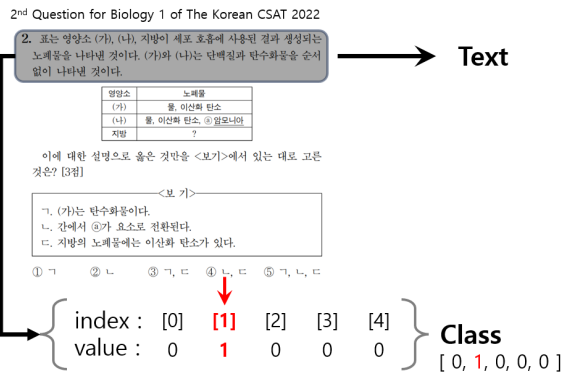 2nd Question for Biology 1 of The Korean CSAT 2022
2. 표는 영양소 (가), (나), 지방이 세포 호흡에 사용된 결과 생성되는
노폐물을 나타낸 것이다. (가)와 (나)는 단백질과 탄수화물을 순서
없이 나타낸 것이다.
Text
영양소 노폐물
(가) 물, 이산화 탄소
(나) 물, 이산화 탄소, ⓐ암모니아
지방 ?
이에 대한 설명으로 옳은 것만을 <보기>에서 있는 대로 고른
것은? [3점]
<보 기>
ㄱ. (가)는 탄수화물이다.
ㄴ. 간에서 ⓐ가 요소로 전환된다.
ㄷ. 지방의 노폐물에는 이산화 탄소가 있다.
① ㄱ ② ㄴ ③ ㄱ, ㄷ ④ ㄴ, ㄷ ⑤ ㄱ, ㄴ, ㄷ
index : [0] [1] [2] [3] [4]
value : 0 1 0 0 0
Class
[ 0, 1, 0, 0, 0 ]